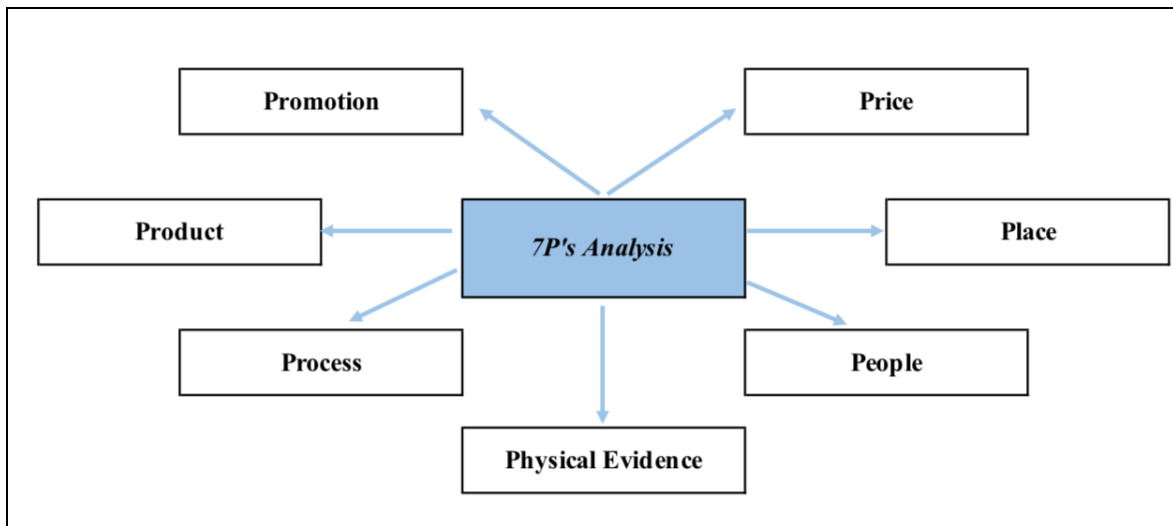 Promotion
Price
Product
7P's Analysis
Place
Process
People
Physical Evidence